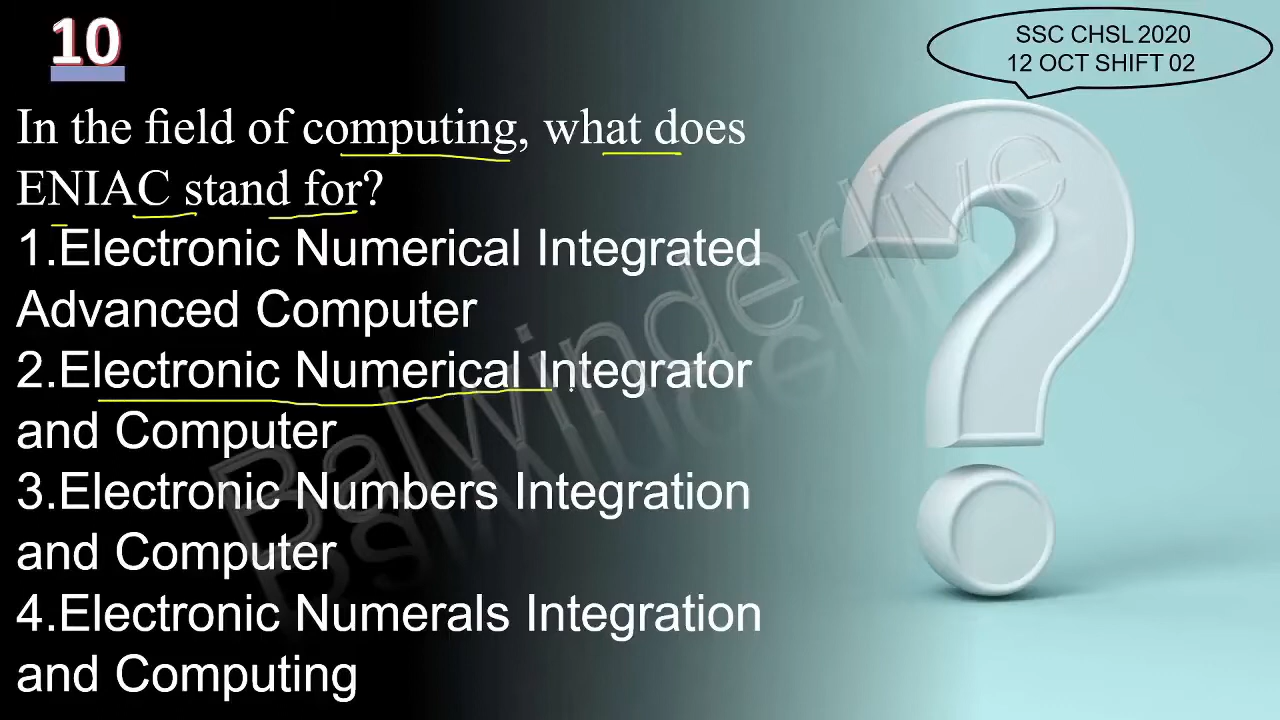 10
SSC CHSL 2020
12 OCT SHIFT 02
In the field of computing, what does
ENIAC stand for?
1.Electronic Numerical Integrated
Advanced Computer
2.Electronic Numerical Integrator
and Computer
3.Electronic Numbers Integration
and Computer
4.Electronic Numerals Integration
and Computing
Balwinderlive